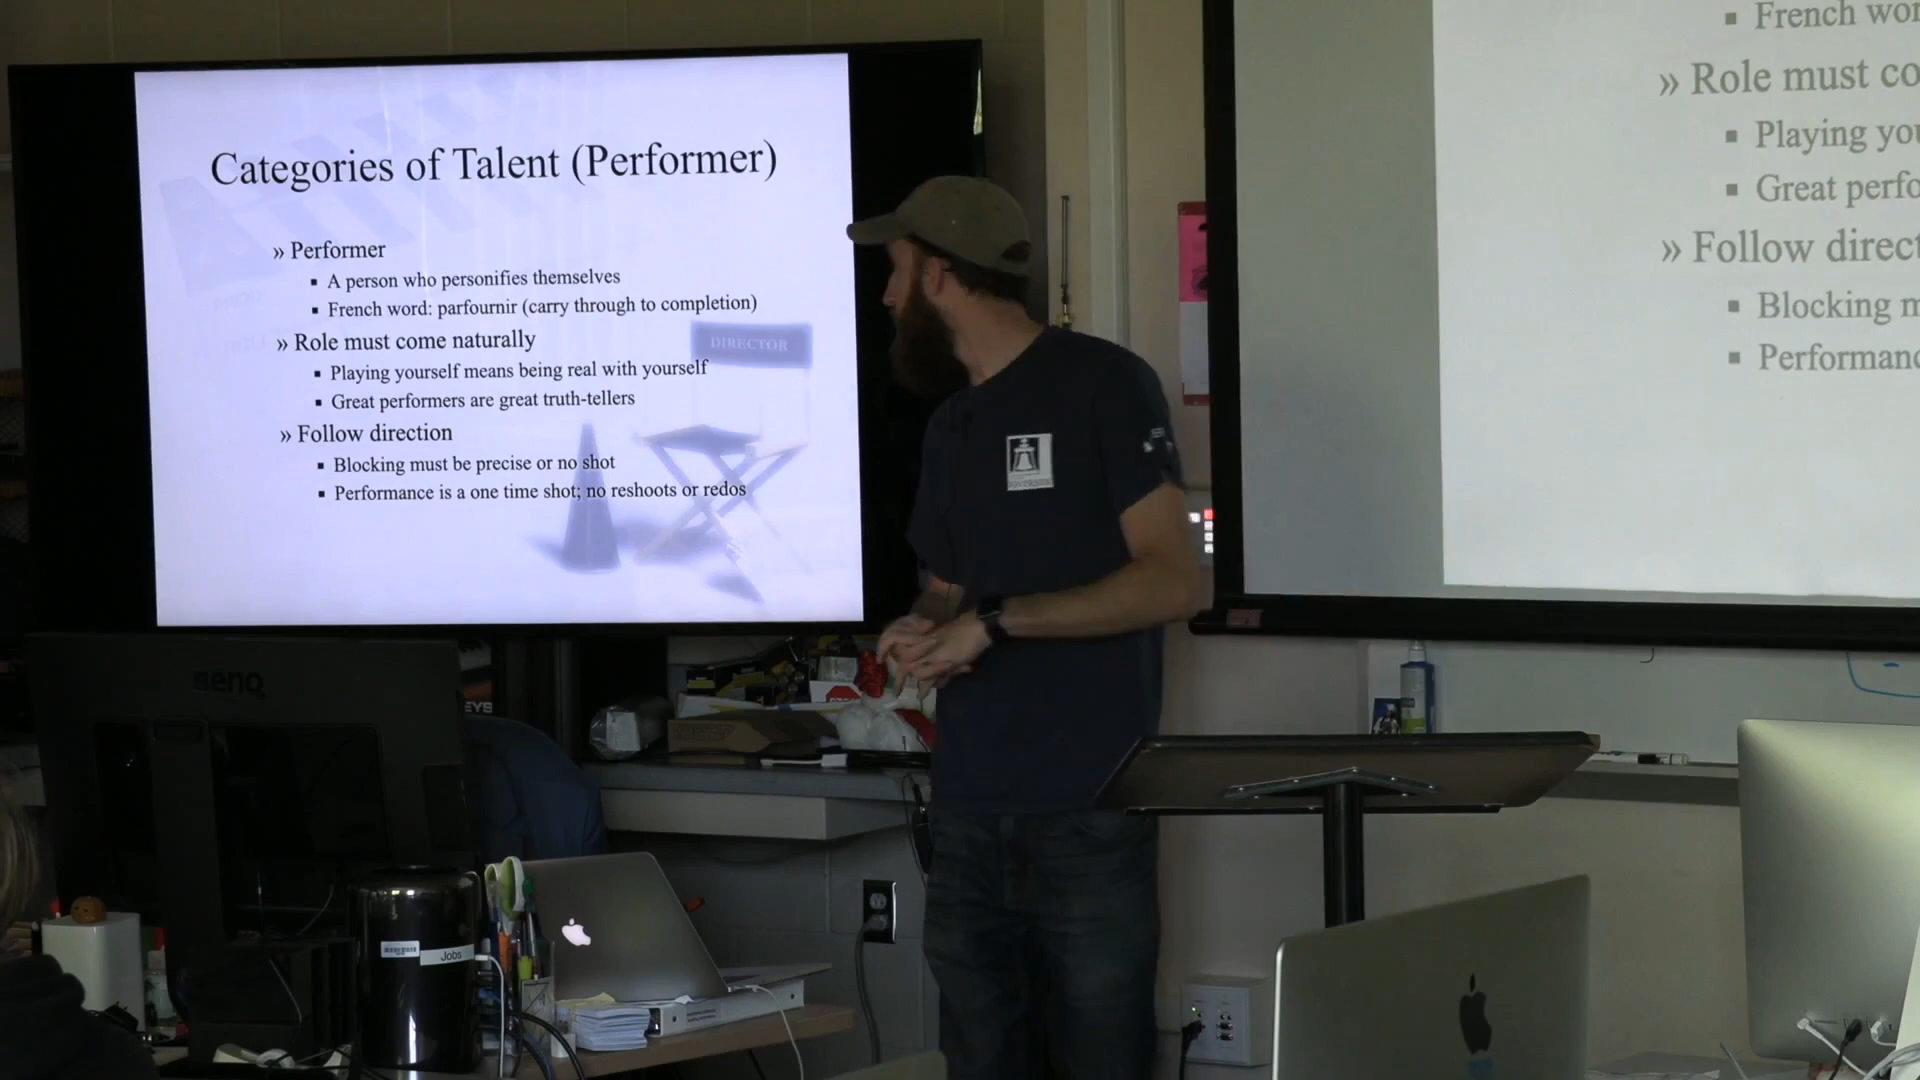 Categories of Talent (Performer)
» Performer
▪ A person who personifies themselves
▪ French word: parfournir (carry through to completion)
» Role must come naturally
▪ Playing yourself means being real with yourself
▪ Great performers are great truth-tellers
» Follow direction
▪ Blocking must be precise or no shot
▪ Performance is a one time shot; no reshoots or redos
DIRECTOR
▪ French wor
» Role must co
▪ Playing you
▪ Great perfo
» Follow direct
▪ Blocking m
▪ Performanc
BenQ
EYS
Jobs